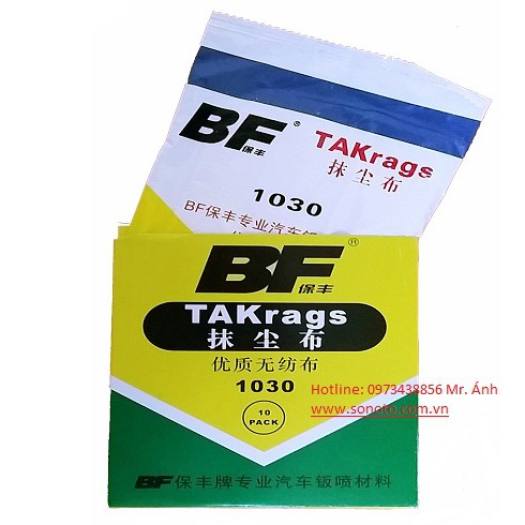 BF®
保丰
TAKrags
抹尘布
1030
BF保丰专业汽车钣
BF®
保丰
TAKrags
抹尘布
优质无纺布
1030
10
PACK
Hotline: 0973438856 Mr. Ánh
www.sonoto.com.vn
BF保丰牌专业汽车钣喷材料